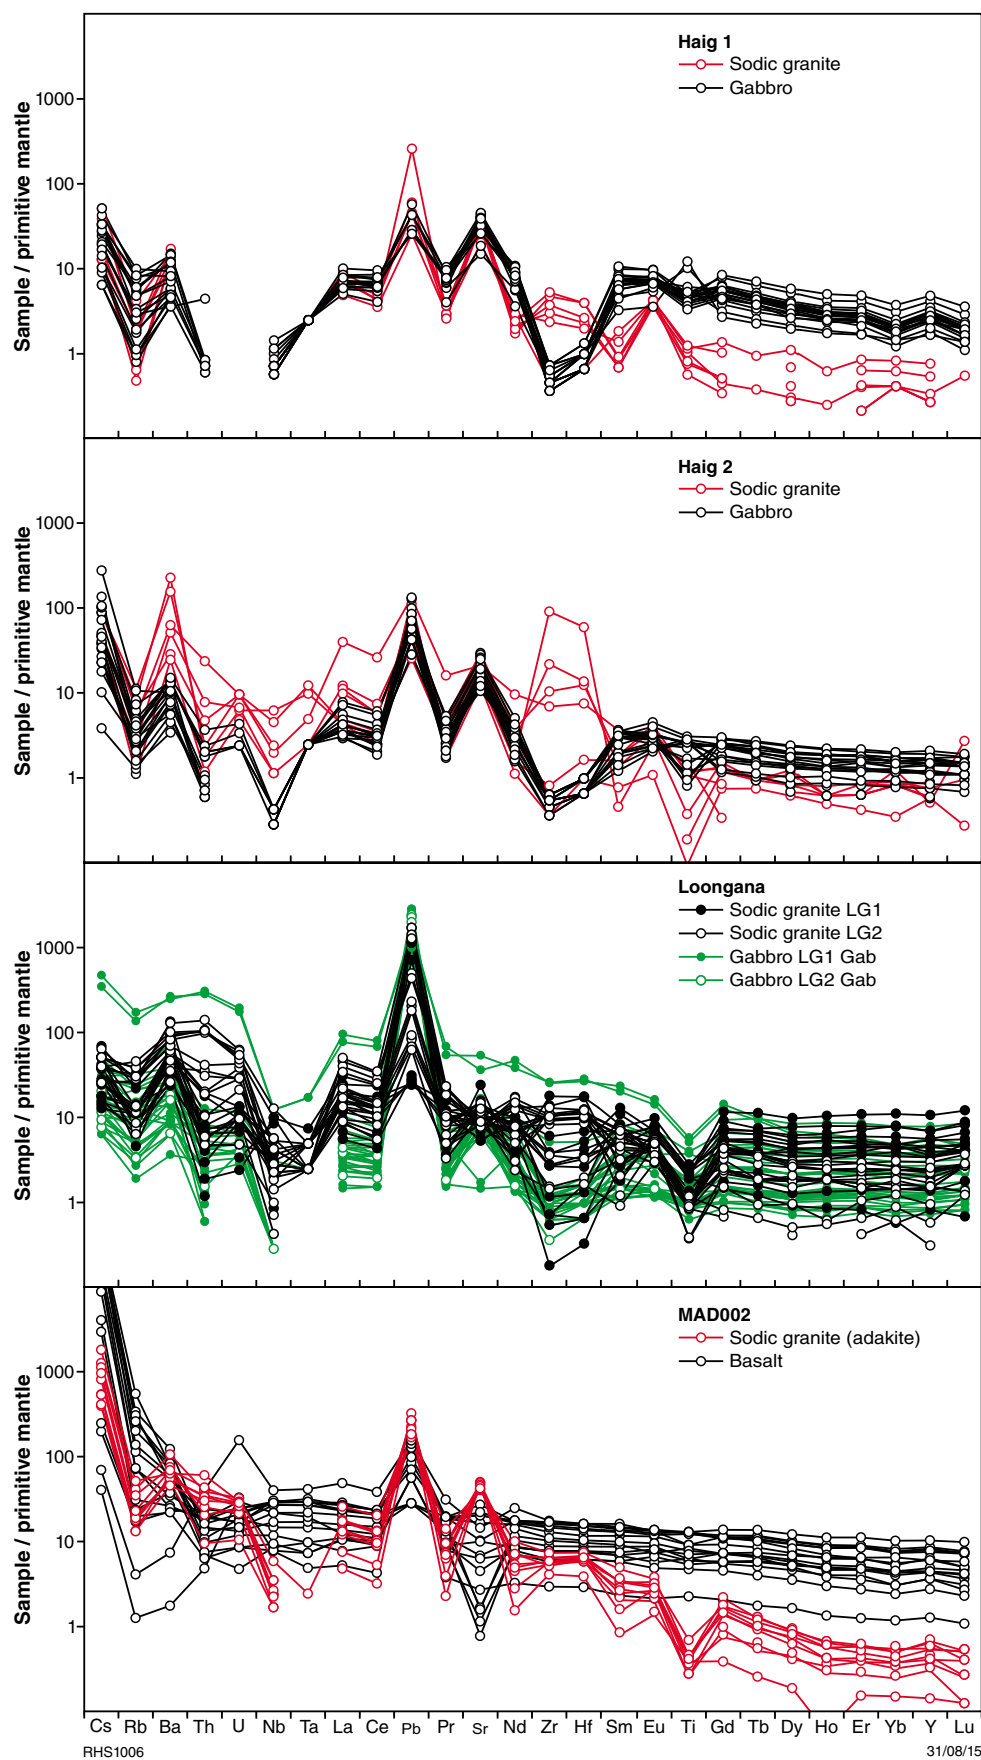 Haig 1
Sodic granite
Gabbro
1000
100
10
1
Sample / primitive mantle
Haig 2
Sodic granite
Gabbro
1000
100
10
1
Sample / primitive mantle
Loongana
Sodic granite LG1
Sodic granite LG2
Gabbro LG1 Gab
Gabbro LG2 Gab
1000
100
10
1
Sample / primitive mantle
MAD002
Sodic granite (adakite)
Basalt
1000
100
10
1
Sample / primitive mantle
Cs Rb Ba Th U Nb Ta La Ce Pb Pr Sr Nd Zr Hf Sm Eu Ti Gd Tb Dy Ho Er Yb Y Lu
RHS1006 31/08/15